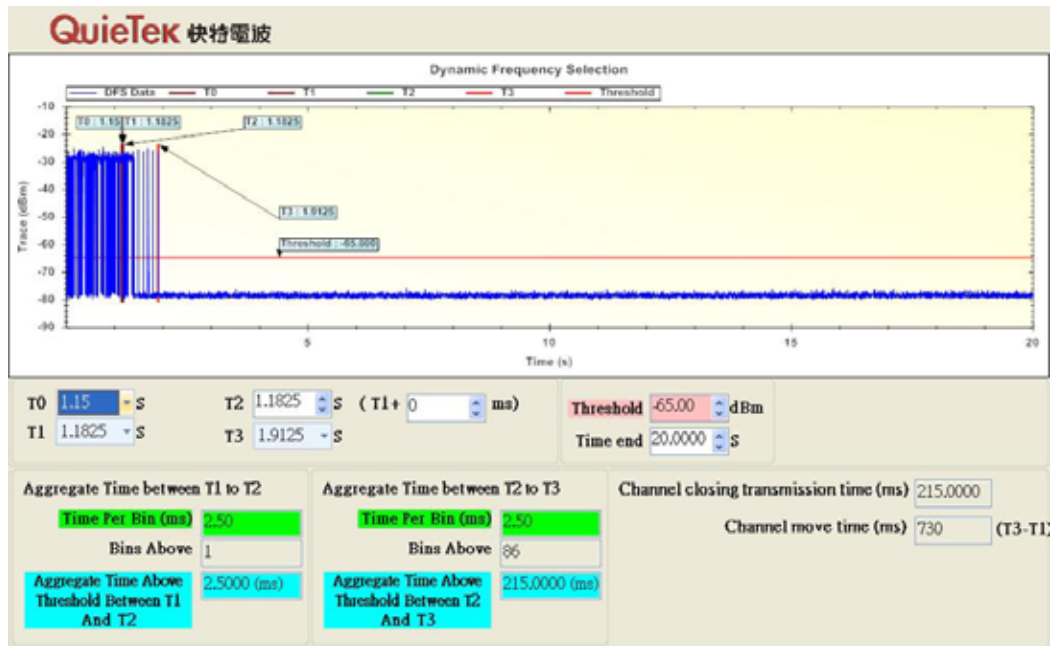 QuieTek 快特電波
Dynamic Frequency Selection
DFS Data T0 T1 T2 T3 Threshold
-10
-20
-30
-40
-50
-60
-70
-80
-90
Trace (dBm)
T0 : 1.15 T1 : 1.1825
T2 : 1.1825
T3 : 1.9125
Threshold : -65.000
5 10 15 20
Time (s)
T0 1.15 S T2 1.1825 S ( T1+ 0 ms)
T1 1.1825 S T3 1.9125 S
Threshold -65.00 dBm
Time end 20.0000 S
Aggregate Time between T1 to T2
Time Per Bin (ms) 2.50
Bins Above 1
Aggregate Time Above
Threshold Between T1
And T2
2.5000 (ms)
Aggregate Time between T2 to T3
Time Per Bin (ms) 2.50
Bins Above 86
Aggregate Time Above
Threshold Between T2
And T3
215.0000 (ms)
Channel closing transmission time (ms) 215.0000
Channel move time (ms) 730 (T3-T1)